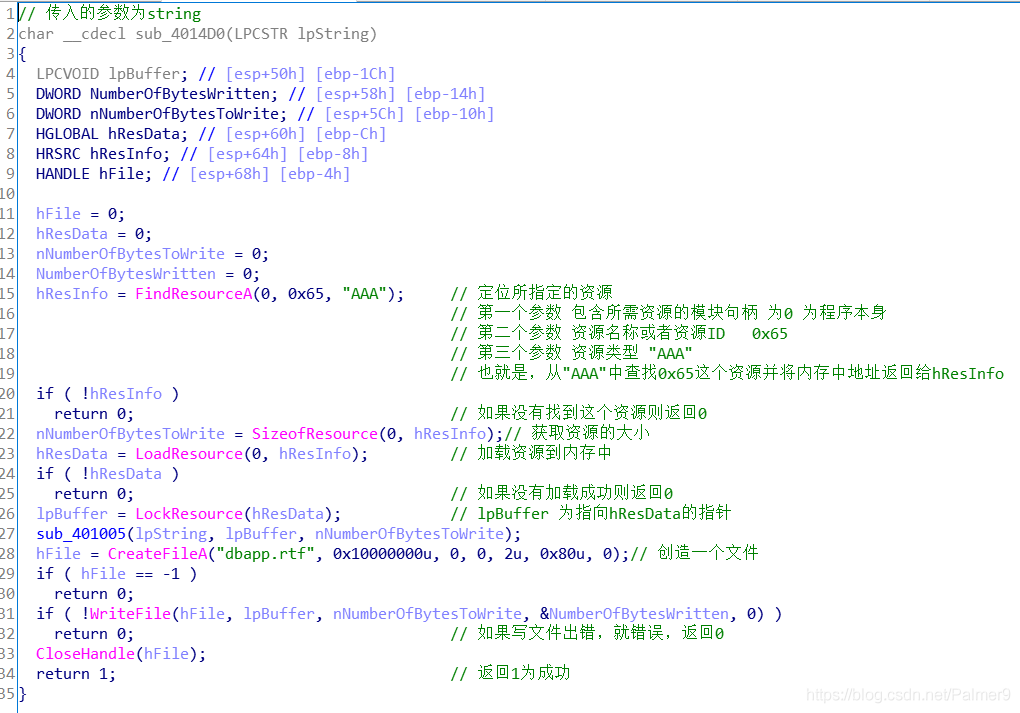 1 // 传入的参数为string
2 char __cdecl sub_4014D0(LPCSTR lpString)
3 {
4 LPCVOID lpBuffer; // [esp+50h] [ebp-1Ch]
5 DWORD NumberOfBytesWritten; // [esp+58h] [ebp-14h]
6 DWORD nNumberOfBytesToWrite; // [esp+5Ch] [ebp-10h]
7 HGLOBAL hResData; // [esp+60h] [ebp-Ch]
8 HRSRC hResInfo; // [esp+64h] [ebp-8h]
9 HANDLE hFile; // [esp+68h] [ebp-4h]
10
11 hFile = 0;
12 hResData = 0;
13 nNumberOfBytesToWrite = 0;
14 NumberOfBytesWritten = 0;
15 hResInfo = FindResourceA(0, 0x65, "AAA"); // 定位所指定的资源
16 // 第一个参数 包含所需资源的模块句柄 为0 为程序本身
17 // 第二个参数 资源名称或者资源ID 0x65
18 // 第三个参数 资源类型 "AAA"
19 // 也就是，从"AAA"中查找0x65这个资源并将内存中地址返回给hResInfo
20 if ( !hResInfo )
21 return 0; // 如果没有找到这个资源则返回0
22 nNumberOfBytesToWrite = SizeofResource(0, hResInfo);// 获取资源的大小
23 hResData = LoadResource(0, hResInfo); // 加载资源到内存中
24 if ( !hResData )
25 return 0; // 如果没有加载成功则返回0
26 lpBuffer = LockResource(hResData); // lpBuffer 为指向hResData的指针
27 sub_401005(lpString, lpBuffer, nNumberOfBytesToWrite);
28 hFile = CreateFileA("dbapp.rtf", 0x10000000u, 0, 0, 2u, 0x80u, 0);// 创造一个文件
29 if ( hFile == -1 )
30 return 0;
31 if ( !WriteFile(hFile, lpBuffer, nNumberOfBytesToWrite, &NumberOfBytesWritten, 0) )
32 return 0; // 如果写文件出错，就错误，返回0
33 CloseHandle(hFile);
34 return 1; // 返回1为成功
35 }
https://blog.csdn.net/Palmer9